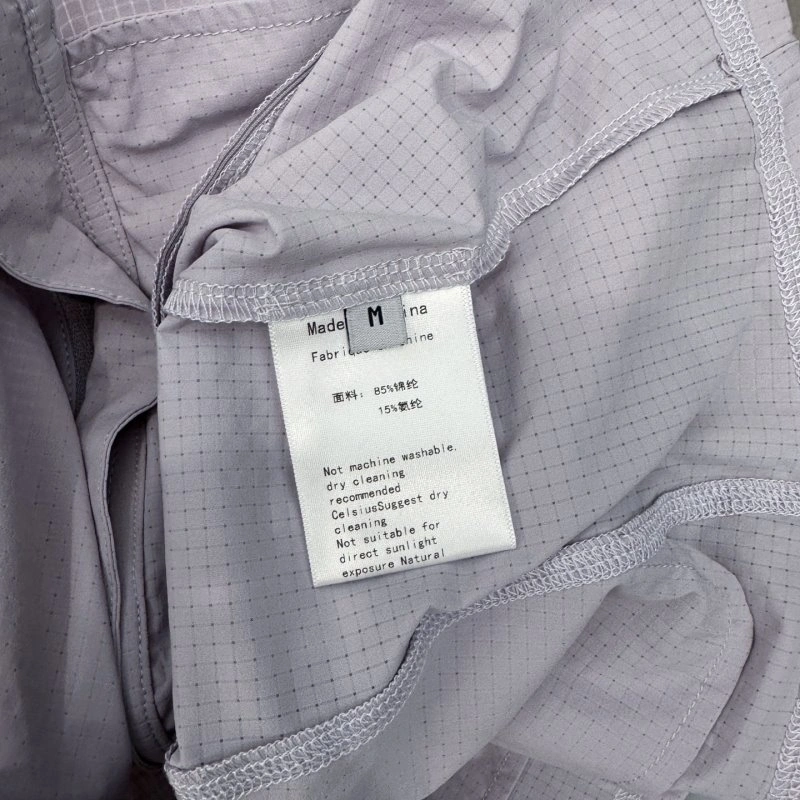 M
Made
Fabri
面料: 85%锦纶
15%氨纶
Not machine washable.
dry cleaning
recommended
CelsiusSuggest dry
cleaning
Not suitable for
direct sunlight
exposure Natural